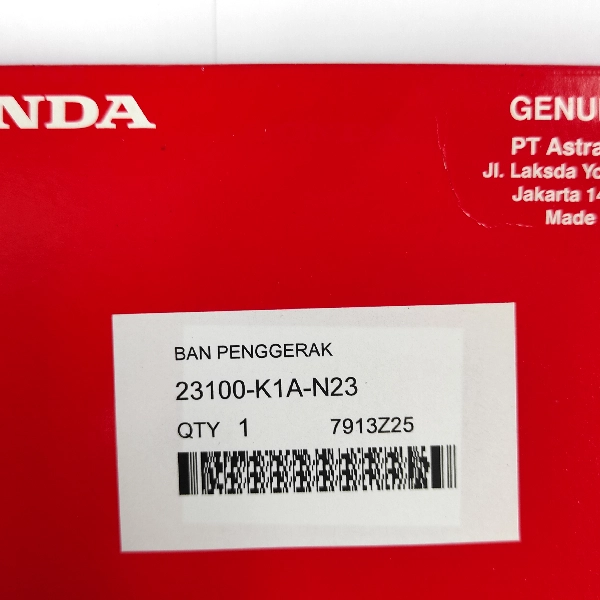 NDA
GENU
PT Astra
Jl. Laksda Yo
Jakarta 14
Made
BAN PENGGERAK
23100-K1A-N23
QTY 1 7913Z25